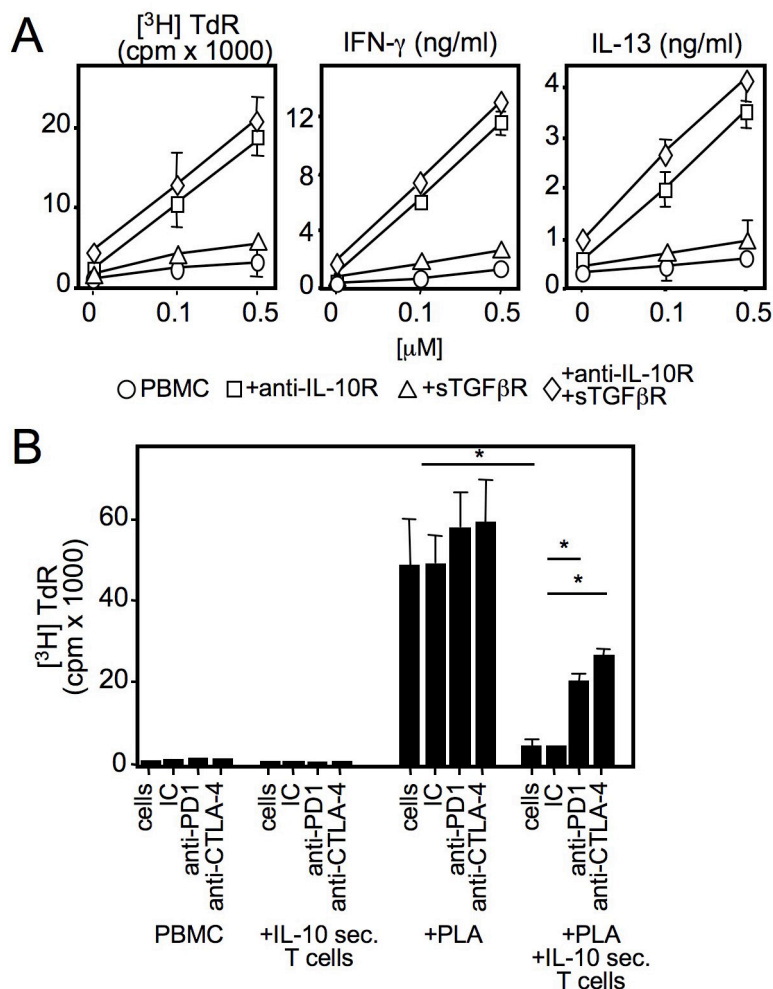 A
[³H] TdR
(cpm x 1000)
IFN-γ (ng/ml)
IL-13 (ng/ml)
20
10
0
12
8
4
0
4
3
2
1
0
0 0.1 0.5
0 0.1 0.5
0 0.1 0.5
[μM]
PBMC +anti-IL-10R +sTGFβR +anti-IL-10R
+sTGFβR
B
[³H] TdR
(cpm x 1000)
60
40
20
0
*
*
*
cells
IC
anti-PD1
anti-CTLA-4
cells
IC
anti-PD1
anti-CTLA-4
cells
IC
anti-PD1
anti-CTLA-4
cells
IC
anti-PD1
anti-CTLA-4
PBMC
+IL-10 sec.
T cells
+PLA
+PLA
+IL-10 sec.
T cells